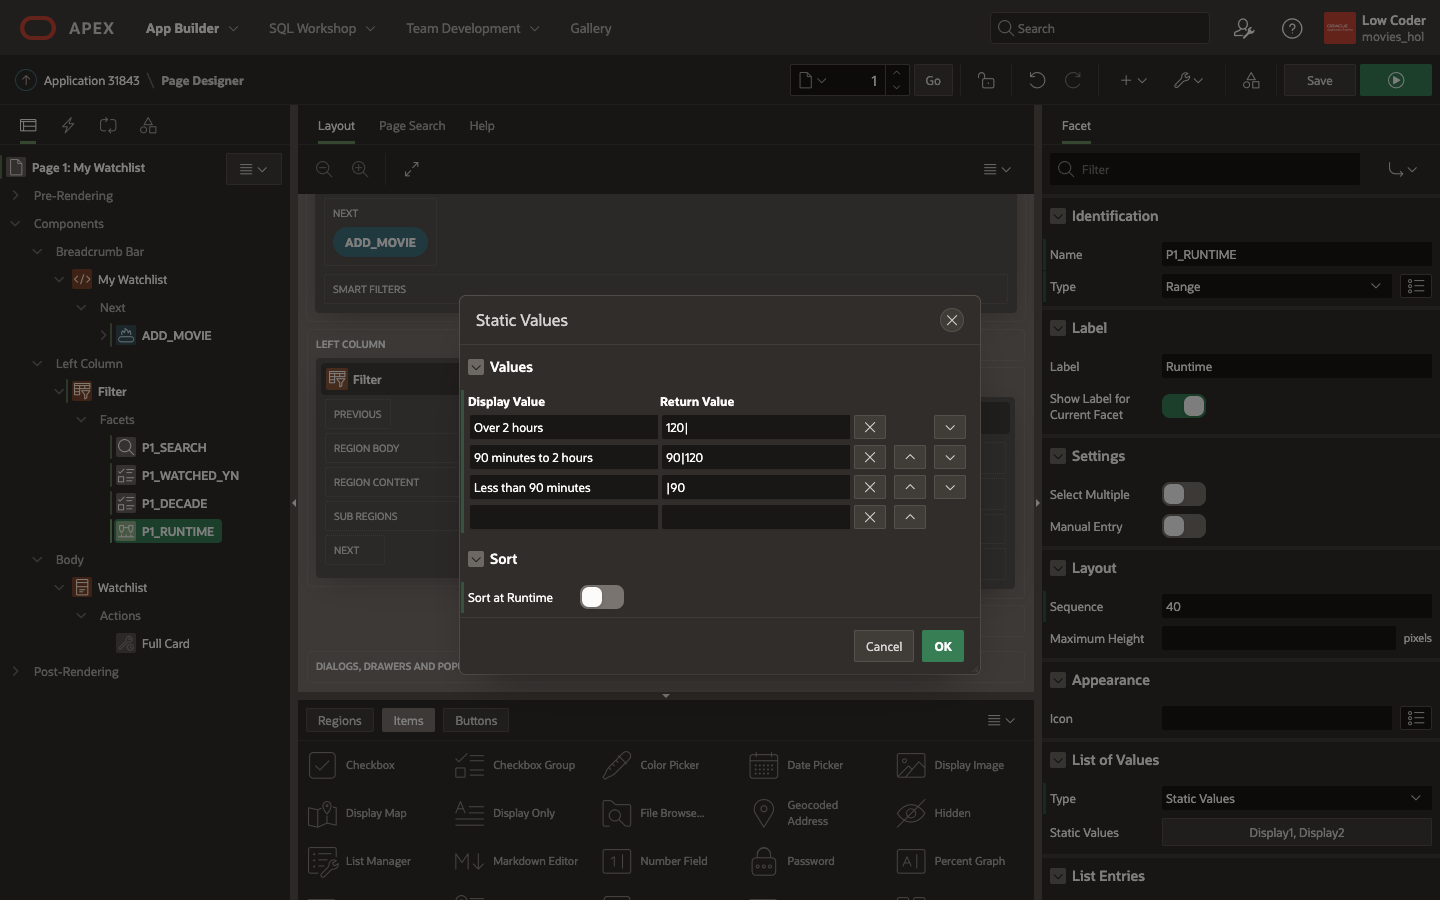 APEX
App Builder
SQL Workshop
Team Development
Gallery
Search
Low Coder
movies_hol
Application 31843 \ Page Designer
1
Go
Save
Page 1: My Watchlist
Pre-Rendering
Components
Breadcrumb Bar
My Watchlist
Next
ADD_MOVIE
Left Column
Filter
Facets
P1_SEARCH
P1_WATCHED_YN
P1_DECADE
P1_RUNTIME
Body
Watchlist
Actions
Full Card
Post-Rendering
Layout
Page Search
Help
NEXT
ADD_MOVIE
SMART FILTERS
LEFT COLUMN
Filter
PREVIOUS
REGION BODY
REGION CONTENT
SUB REGIONS
NEXT
DIALOGS, DRAWERS AND POPU
Static Values
Values
Display Value Return Value
Over 2 hours 120|
90 minutes to 2 hours 90|120
Less than 90 minutes |90
Sort
Sort at Runtime
Cancel
OK
Regions
Items
Buttons
Checkbox
Checkbox Group
Color Picker
Date Picker
Display Image
Display Map
Display Only
File Browse...
Geocoded
Address
Hidden
List Manager
Markdown Editor
Number Field
Password
Percent Graph
Facet
Filter
Identification
Name P1_RUNTIME
Type Range
Label
Label Runtime
Show Label for
Current Facet
Settings
Select Multiple
Manual Entry
Layout
Sequence 40
Maximum Height pixels
Appearance
Icon
List of Values
Type Static Values
Static Values Display1, Display2
List Entries